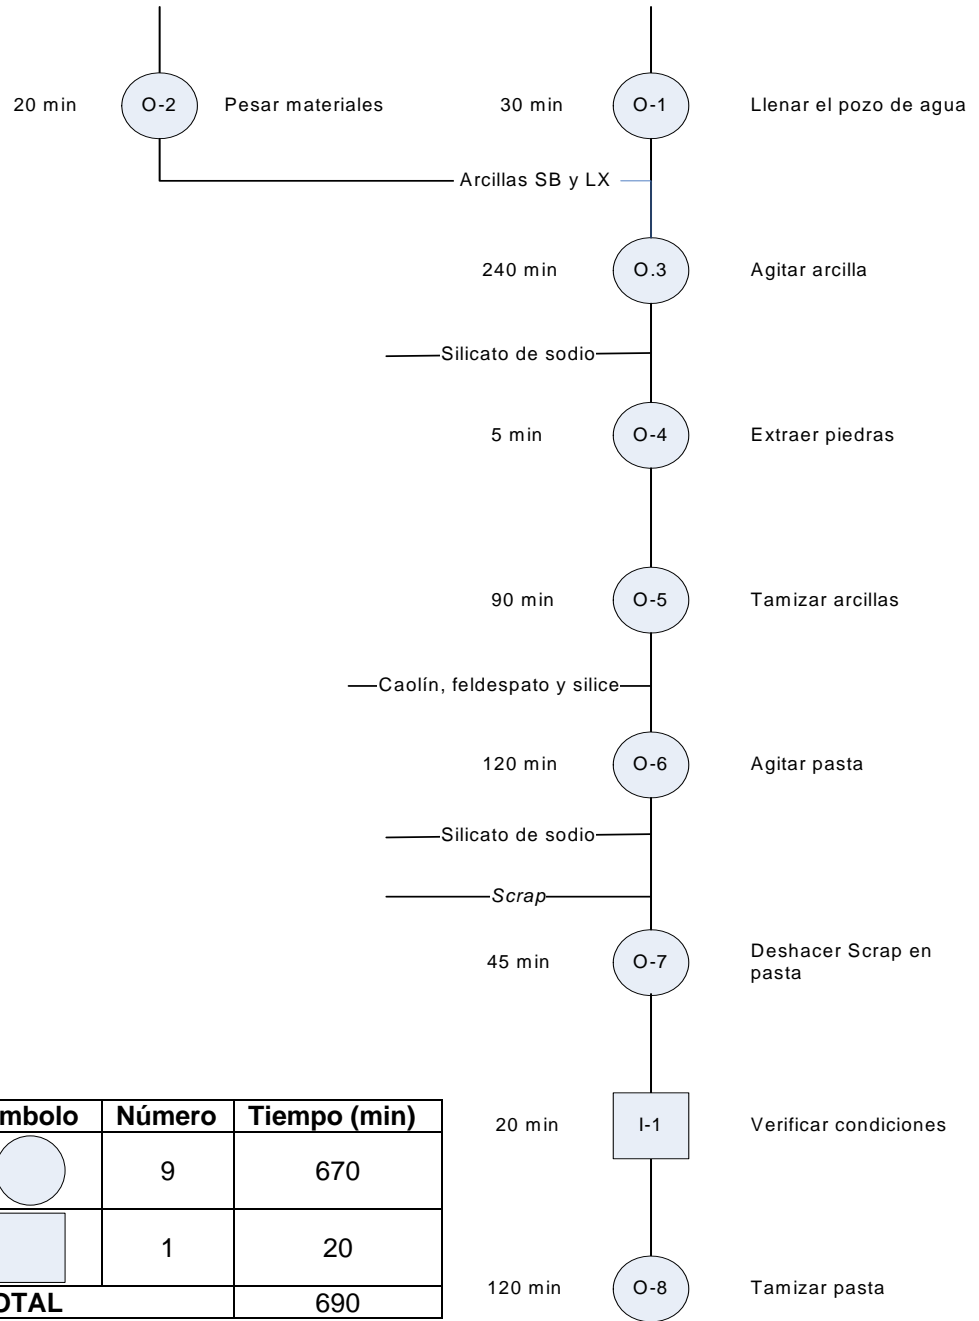 20 min O-2 Pesar materiales 30 min O-1 Llenar el pozo de agua
Arcillas SB y LX
240 min O.3 Agitar arcilla
Silicato de sodio
5 min O-4 Extraer piedras
90 min O-5 Tamizar arcillas
Caolín, feldespato y silice
120 min O-6 Agitar pasta
Silicato de sodio
Scrap
45 min O-7 Deshacer Scrap en
pasta
mbolo Número Tiempo (min)
20 min I-1 Verificar condiciones
9 670
1 20
OTAL 690
120 min O-8 Tamizar pasta